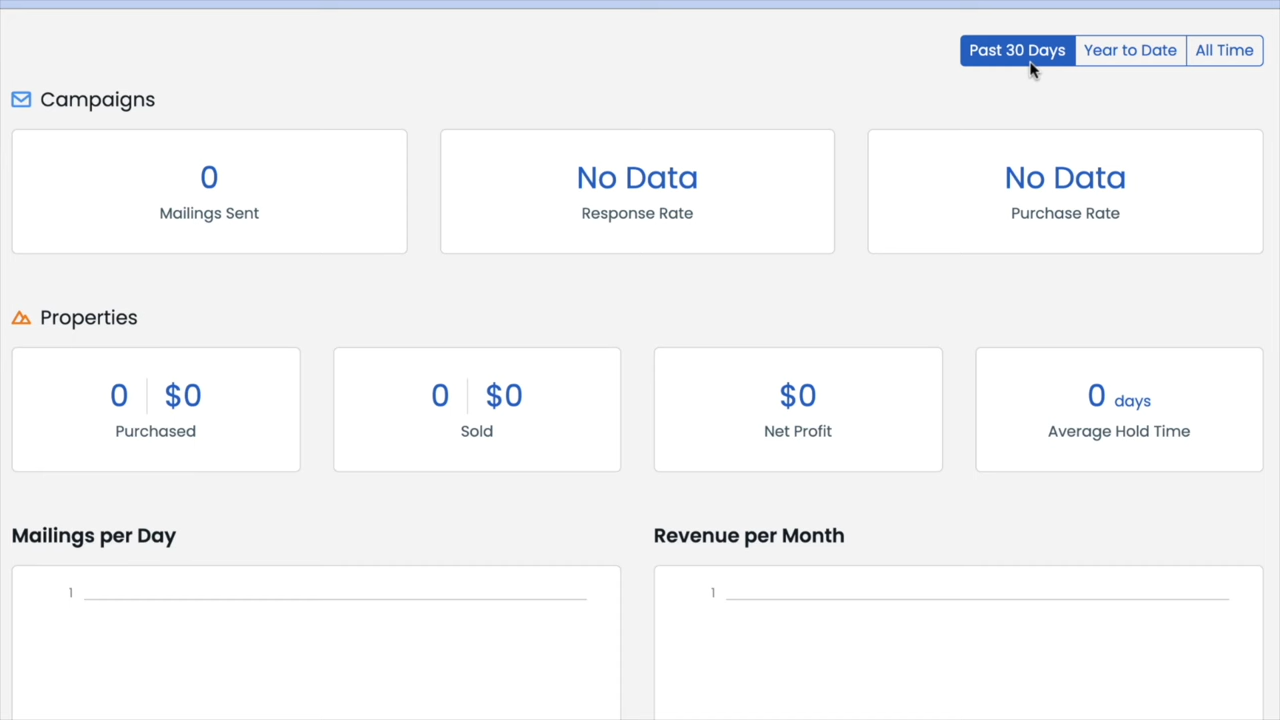 Past 30 Days Year to Date All Time
Campaigns
0 No Data No Data
Mailings Sent Response Rate Purchase Rate
Properties
0 $0 0 $0 $0 0 days
Purchased Sold Net Profit Average Hold Time
Mailings per Day Revenue per Month
1 1